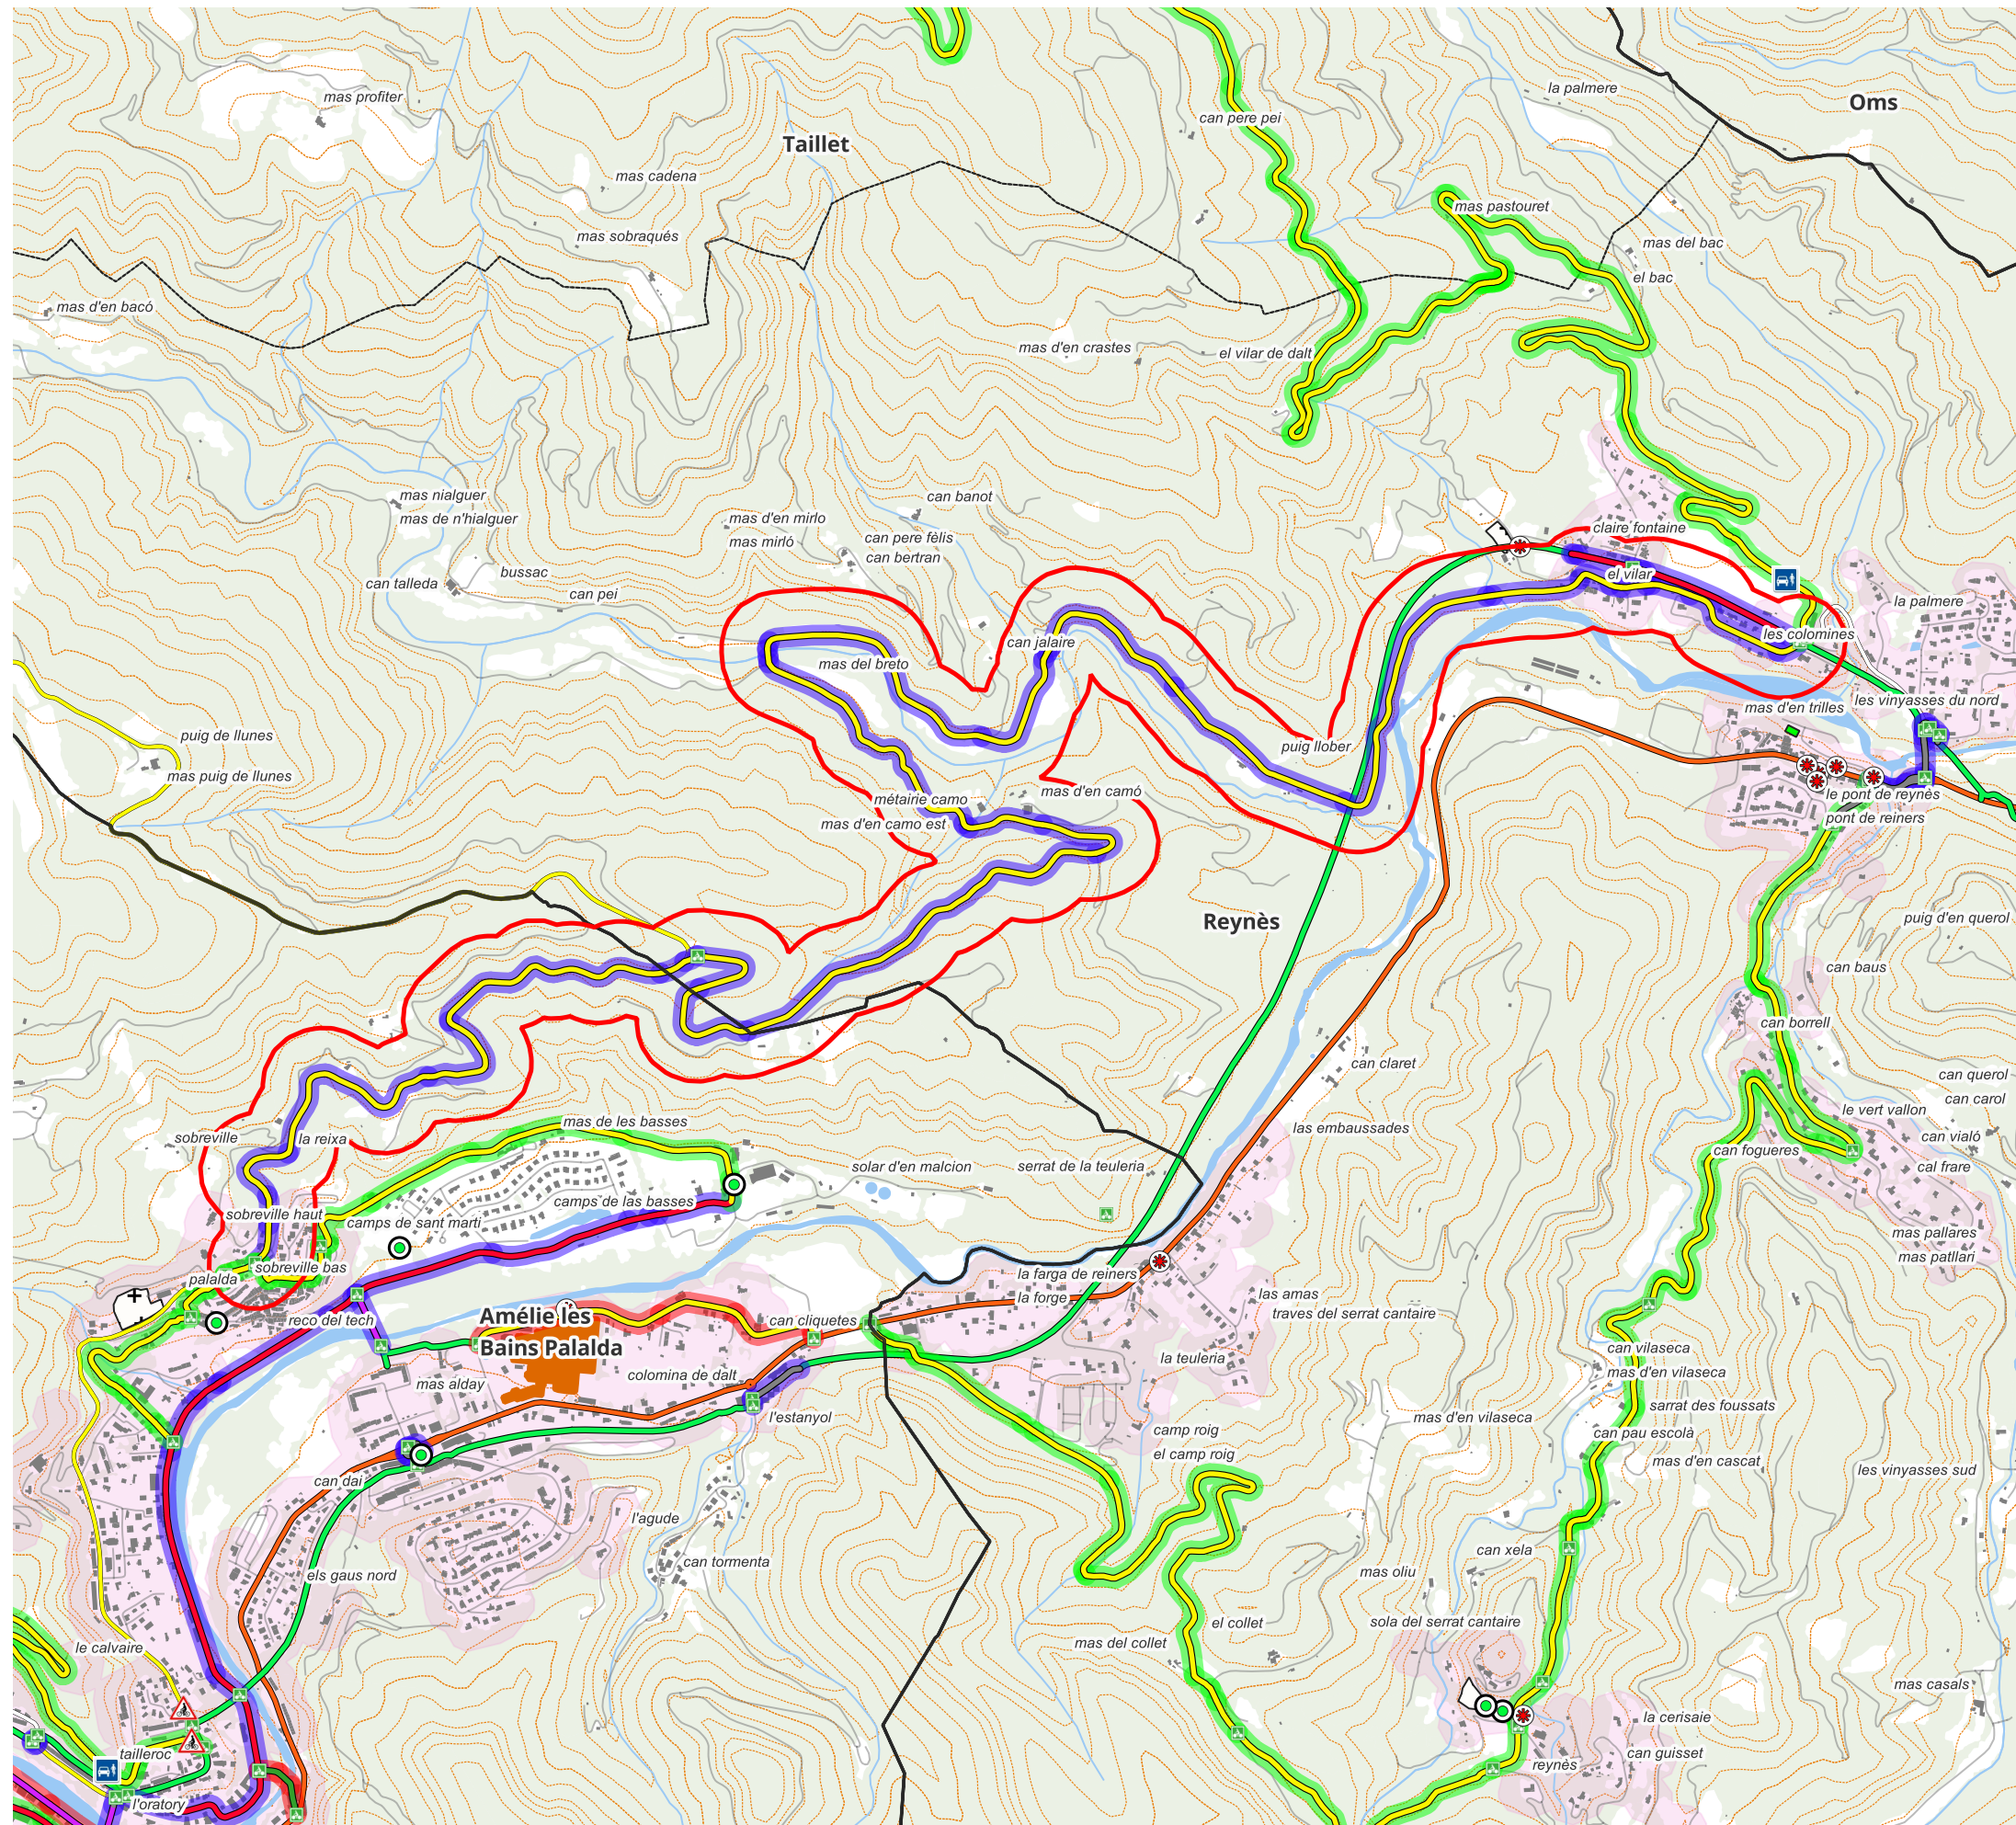 mas profiter
la palmere
Oms
can pere pei
Taillet
mas cadena
mas pastouret
mas sobraqués
mas del bac
el bac
mas d'en bacó
mas d'en crastes
el vilar de dalt
mas nialguer
mas de n'hialguer
can banot
mas d'en mirlo
mas miró
can pere fèlis
can bertran
claire fontaine
bussac
can talleda
can pei
el vilar
la palmere
les colomines
can jalaire
mas del breto
les vinyasses du nord
mas d'en trilles
puig de llunes
puig llober
mas puig de llunes
mas d'en camó
métairie camo
mas d'en camo est
le pont de reynès
pont de reiners
Reynès
puig d'en querol
can baus
can borrell
can claret
can querol
can carol
le vert vallon
mas de les basses
las embaussades
sobreville
la reixa
can vialó
can fogueres
cal frare
solar d'en malcion
serrat de la teuleria
camps de las basses
sobreville haut
camps de sant marti
mas pallares
mas patllari
sobreville bas
palalda
la farga de reiners
la forge
las amas
traves del serrat cantaire
reco del tech
Amélie les
Bains Palalda
can cliquetes
can vilaseca
mas d'en vilaseca
la teuleria
colomina de dalt
mas alday
sarrat des foussats
l'estanyol
mas d'en vilaseca
camp roig
el camp roig
can pau escolà
mas d'en cascat
les vinyasses sud
can dai
l'agude
can xela
can tormenta
mas oliu
els gaus nord
el collet
sola del serrat cantaire
mas del collet
le calvaire
mas casals
la cerisaie
tailleroc
can guisset
reynès
l'oratory